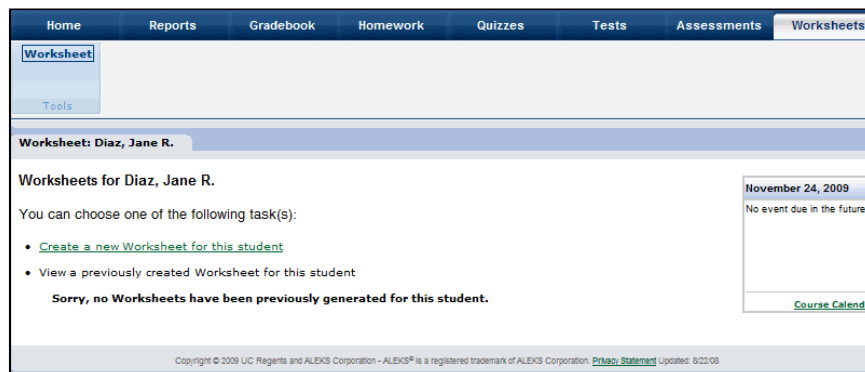 Home Reports Gradebook Homework Quizzes Tests Assessments Worksheets
Worksheet
Tools
Worksheet: Diaz, Jane R.
Worksheets for Diaz, Jane R.
You can choose one of the following task(s):
• Create a new Worksheet for this student
• View a previously created Worksheet for this student
Sorry, no Worksheets have been previously generated for this student.
November 24, 2009
No event due in the future
Course Calend
Copyright © 2009 UC Regents and ALEKS Corporation - ALEKS® is a registered trademark of ALEKS Corporation. Privacy Statement Updated: 8/22/08